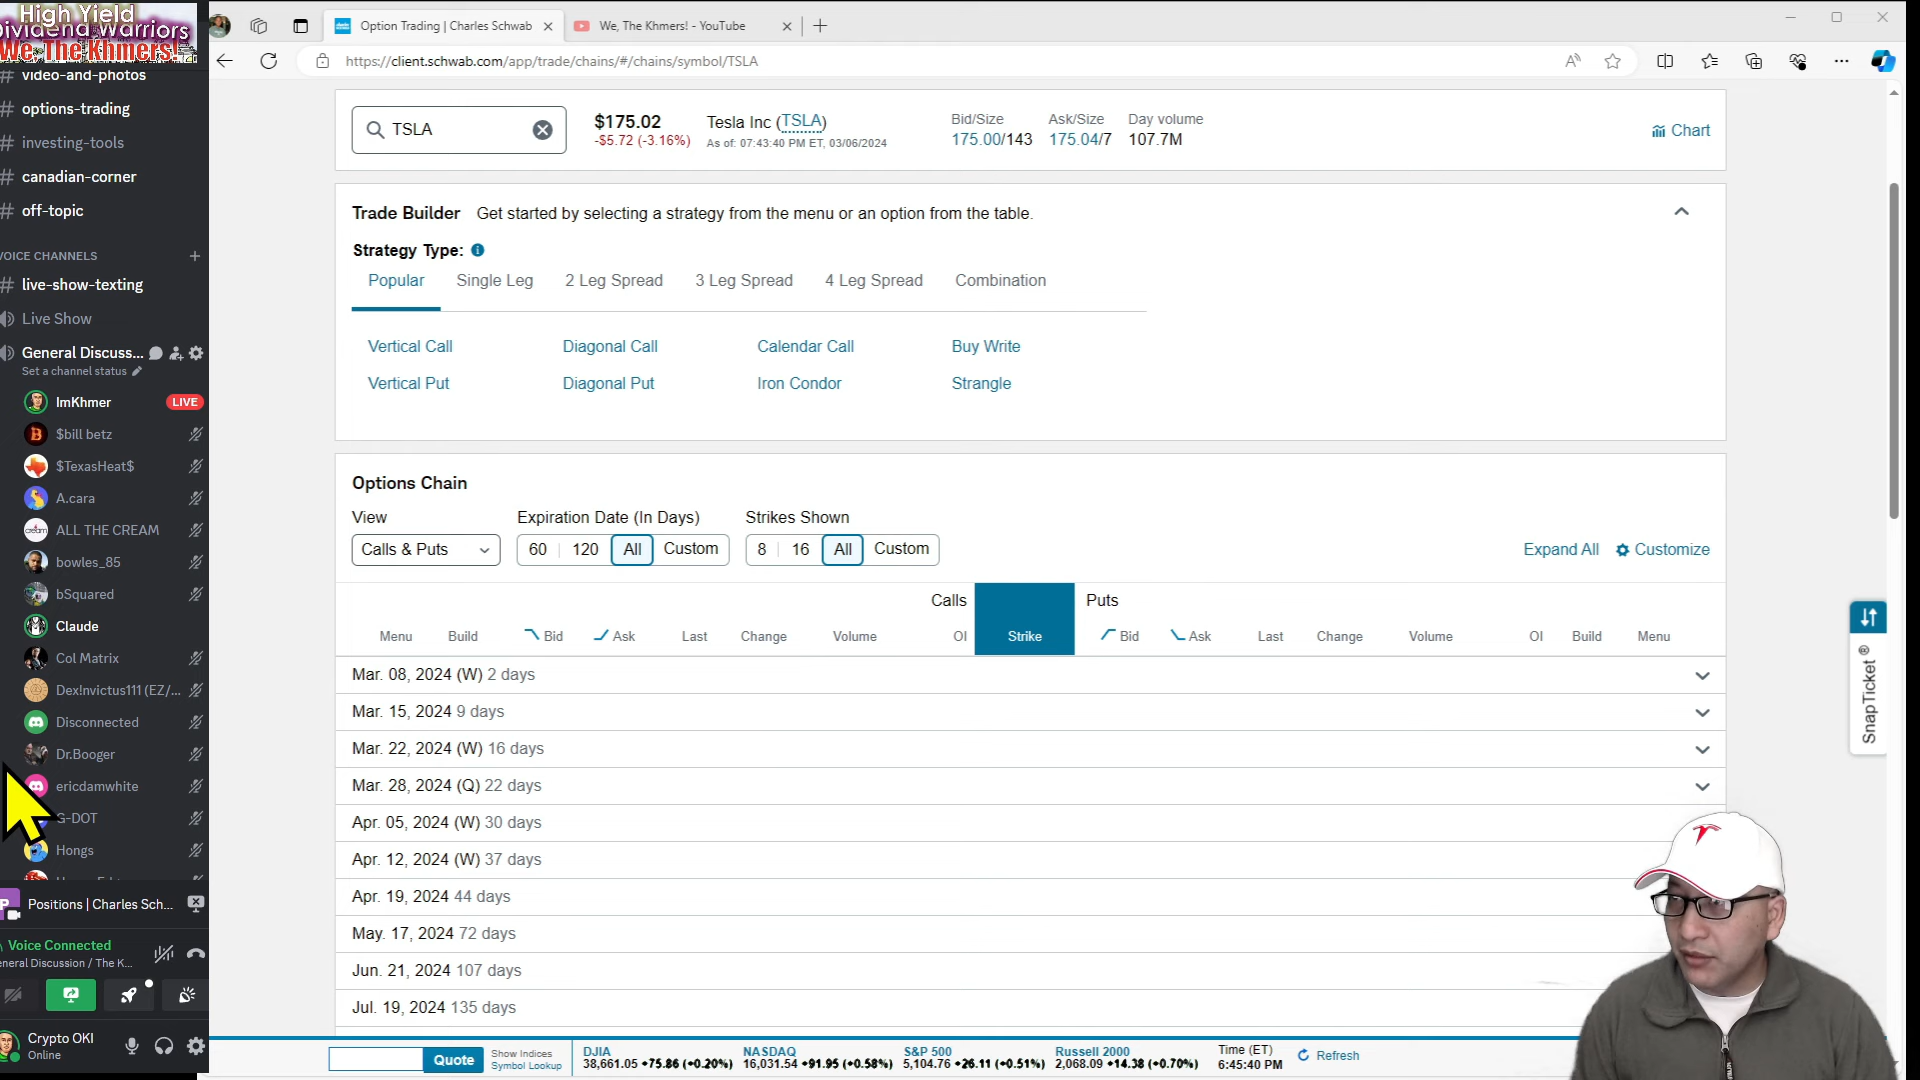 High Yield
Dividend Warriors
We The Khmers!
video-and-photos
options-trading
investing-tools
canadian-corner
off-topic
VOICE CHANNELS
live-show-texting
Live Show
General Discuss...
Set a channel status
ImKhmer LIVE
$bill betz
$TexasHeat$
A.cara
ALL THE CREAM
bowles_85
bSquared
Claude
Col Matrix
Dex!nvictus111 (EZ/...
Disconnected
Dr.Booger
ericdamwhite
G-DOT
Hongs
Positions | Charles Sch...
Voice Connected
eneral Discussion / The K...
Crypto OKI
Online
Option Trading | Charles Schwab
We, The Khmers! - YouTube
https://client.schwab.com/app/trade/chains/#/chains/symbol/TSLA
TSLA
$175.02
-$5.72 (-3.16%)
Tesla Inc (TSLA)
As of: 07:43:40 PM ET, 03/06/2024
Bid/Size
175.00/143
Ask/Size
175.04/7
Day volume
107.7M
Chart
Trade Builder Get started by selecting a strategy from the menu or an option from the table.
Strategy Type:
Popular Single Leg 2 Leg Spread 3 Leg Spread 4 Leg Spread Combination
Vertical Call Diagonal Call Calendar Call Buy Write
Vertical Put Diagonal Put Iron Condor Strangle
Options Chain
View Expiration Date (In Days) Strikes Shown
Calls & Puts 60 120 All Custom 8 16 All Custom
Expand All Customize
Calls Puts
Menu Build Bid Ask Last Change Volume OI Strike Bid Ask Last Change Volume OI Build Menu
Mar. 08, 2024 (W) 2 days
Mar. 15, 2024 9 days
Mar. 22, 2024 (W) 16 days
Mar. 28, 2024 (Q) 22 days
Apr. 05, 2024 (W) 30 days
Apr. 12, 2024 (W) 37 days
Apr. 19, 2024 44 days
May. 17, 2024 72 days
Jun. 21, 2024 107 days
Jul. 19, 2024 135 days
SnapTicket ®
Quote
Show Indices
Symbol Lookup
DJIA
38,661.05 +75.86 (+0.20%)
NASDAQ
16,031.54 +91.95 (+0.58%)
S&P 500
5,104.76 +26.11 (+0.51%)
Russell 2000
2,068.09 +14.38 (+0.70%)
Time (ET)
6:45:40 PM
Refresh